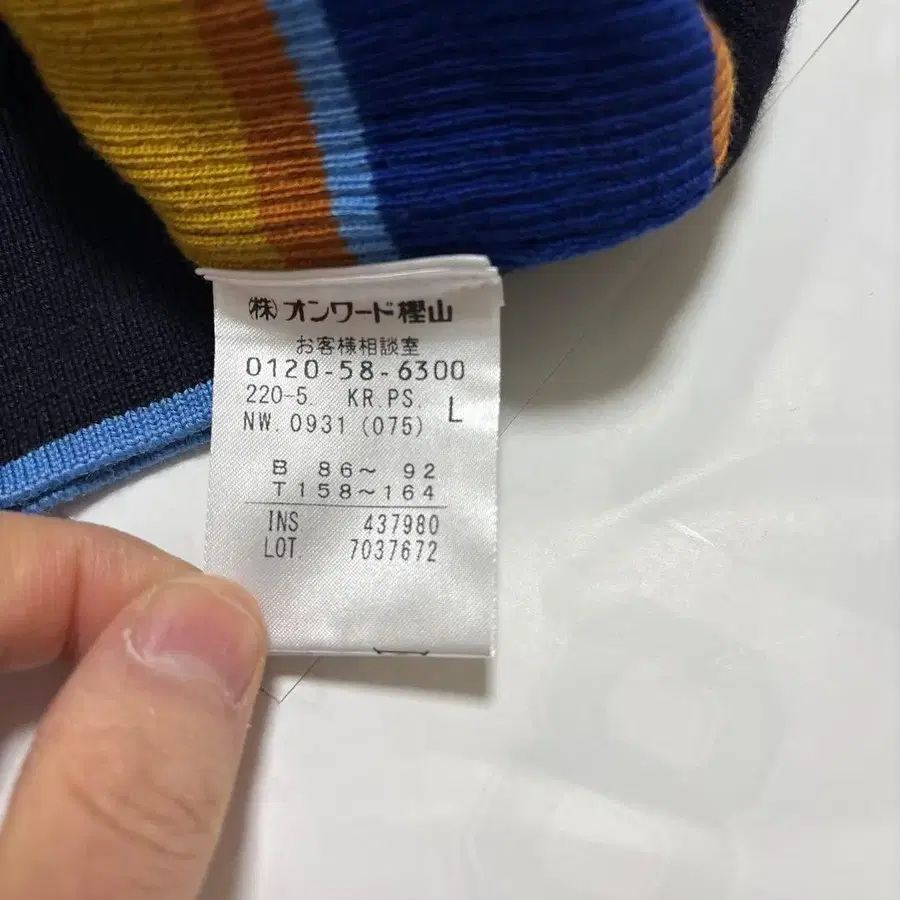 ㈱オンワード樫山
お客様相談室
0120-58-6300
220-5. KR.PS. L
NW. 0931 (075)
B 86~ 92
T 158~164
INS 437980
LOT. 7037672